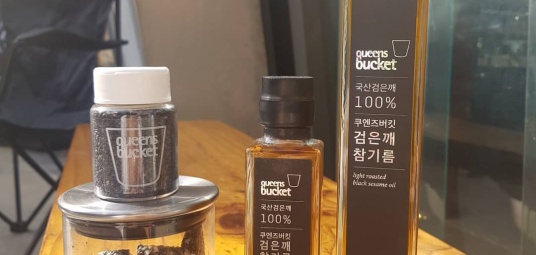 queens
bucket
queens
bucket
국산검은깨
100%
쿠엔즈버킷
검은깨
queens
bucket
국산검은깨
100%
쿠엔즈버킷
검은깨
참기름
light roasted
black sesame oil